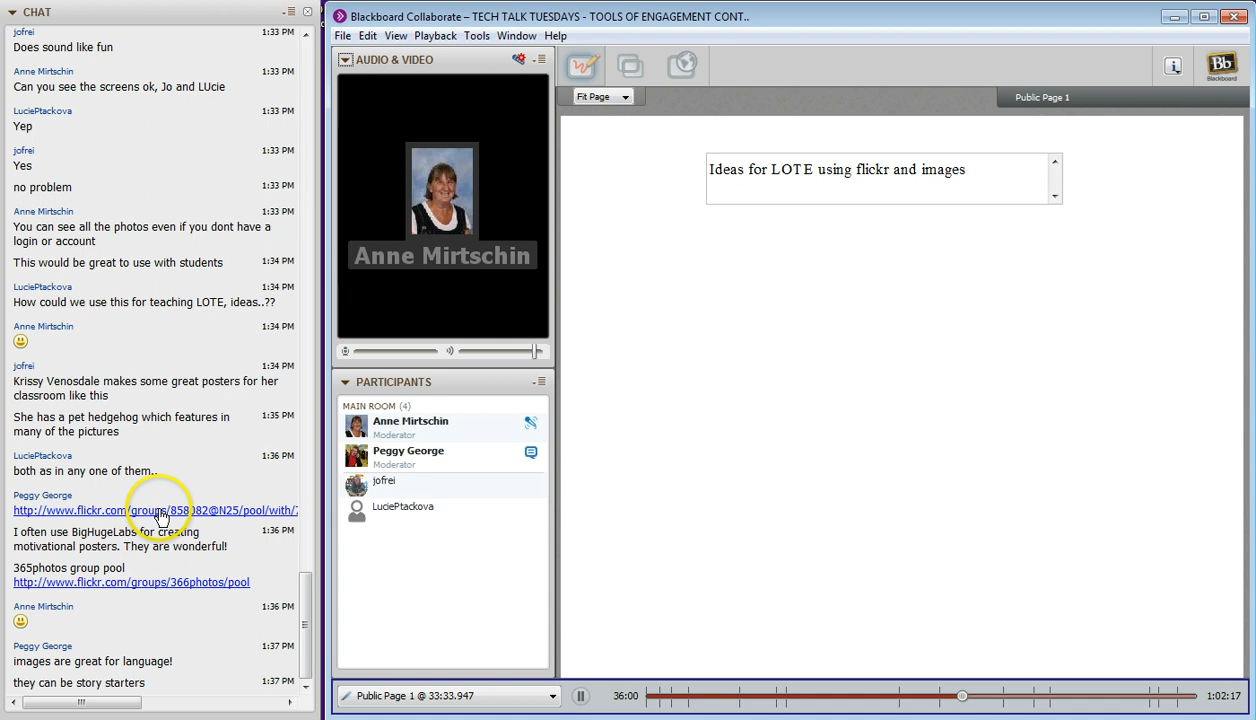 CHAT
jofrei 1:33 PM
Does sound like fun
Anne Mirtschin 1:33 PM
Can you see the screens ok, Jo and LUcie
LuciePtackova 1:33 PM
Yep
jofrei 1:33 PM
Yes
no problem 1:33 PM
Anne Mirtschin 1:33 PM
You can see all the photos even if you dont have a
login or account
This would be great to use with students 1:34 PM
LuciePtackova 1:34 PM
How could we use this for teaching LOTE, ideas..??
Anne Mirtschin 1:34 PM
jofrei 1:34 PM
Krissy Venosdale makes some great posters for her
classroom like this
She has a pet hedgehog which features in 1:35 PM
many of the pictures
LuciePtackova 1:36 PM
both as in any one of them..
Peggy George
http://www.flickr.com/groups/858082@N25/pool/with/
I often use BigHugeLabs for creating 1:36 PM
motivational posters. They are wonderful!
365photos group pool
http://www.flickr.com/groups/366photos/pool
Anne Mirtschin 1:36 PM
Peggy George 1:37 PM
images are great for language!
they can be story starters 1:37 PM
Blackboard Collaborate – TECH TALK TUESDAYS - TOOLS OF ENGAGEMENT CONT..
File Edit View Playback Tools Window Help
AUDIO & VIDEO
Anne Mirtschin
PARTICIPANTS
MAIN ROOM (4)
Anne Mirtschin
Moderator
Peggy George
Moderator
jofrei
LuciePtackova
i
Bb
Blackboard
Fit Page
Public Page 1
Ideas for LOTE using flickr and images
Public Page 1 @ 33:33.947
36:00
1:02:17